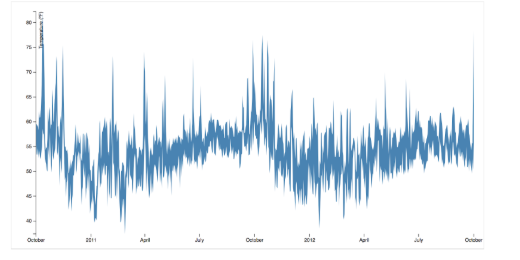 Temperature (ºF)
80
75
70
65
60
55
50
45
40
October
2011
April
July
October
2012
April
July
October